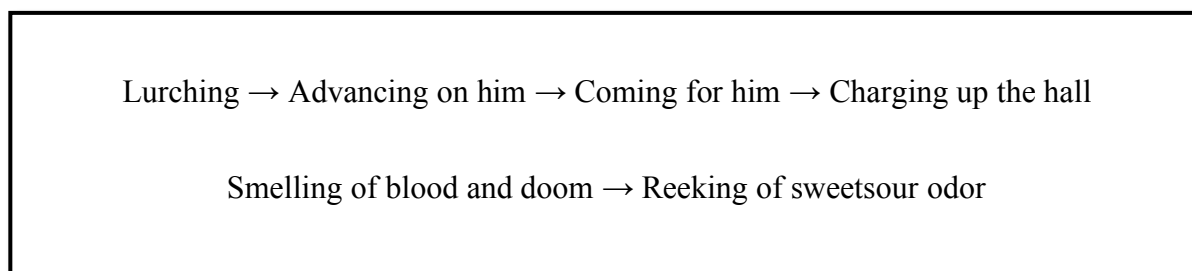 Lurching → Advancing on him → Coming for him → Charging up the hall
Smelling of blood and doom → Reeking of sweetsour odor